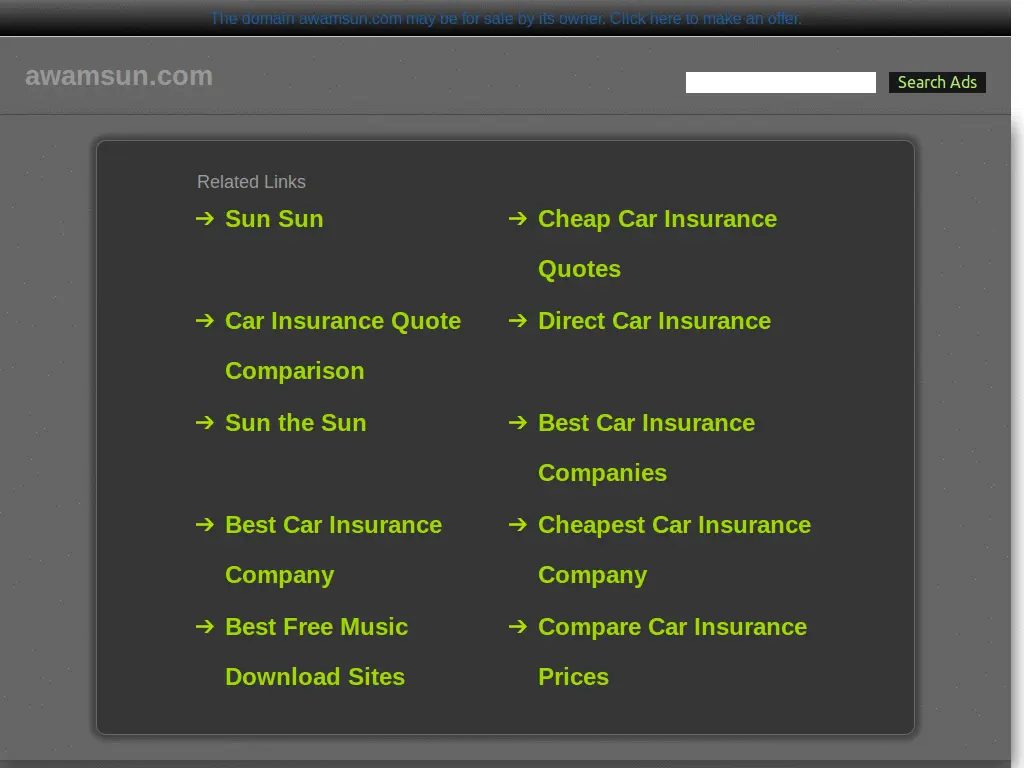 The domain awamsun.com may be for sale by its owner. Click here to make an offer.
awamsun.com
Search Ads
Related Links
Sun Sun
Cheap Car Insurance
Quotes
Car Insurance Quote
Comparison
Direct Car Insurance
Sun the Sun
Best Car Insurance
Companies
Best Car Insurance
Company
Cheapest Car Insurance
Company
Best Free Music
Download Sites
Compare Car Insurance
Prices